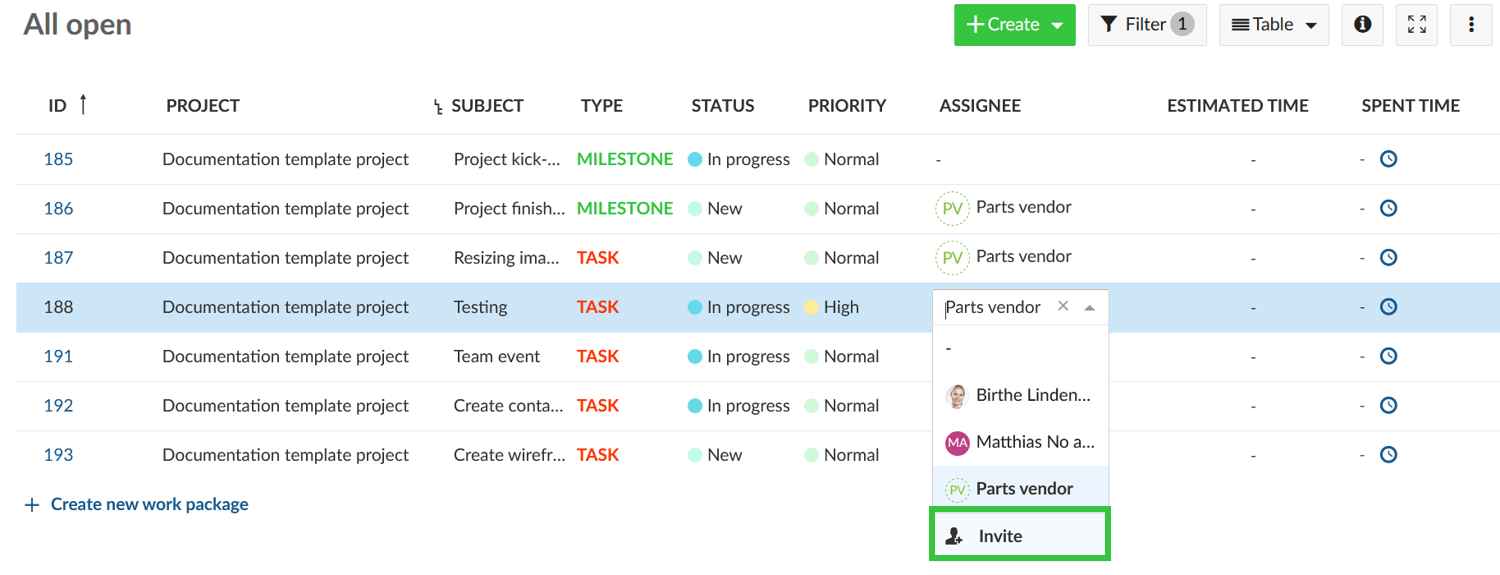 All open
+ Create
Filter 1
Table
ID PROJECT SUBJECT TYPE STATUS PRIORITY ASSIGNEE ESTIMATED TIME SPENT TIME
185 Documentation template project Project kick-... MILESTONE In progress Normal - - -
186 Documentation template project Project finish... MILESTONE New Normal PV Parts vendor - -
187 Documentation template project Resizing ima... TASK New Normal PV Parts vendor - -
188 Documentation template project Testing TASK In progress High Parts vendor - -
191 Documentation template project Team event TASK In progress Normal - -
192 Documentation template project Create conta... TASK In progress Normal - -
193 Documentation template project Create wirefr... TASK New Normal - -
-
Birthe Linden...
MA Matthias No a...
PV Parts vendor
Invite
+ Create new work package